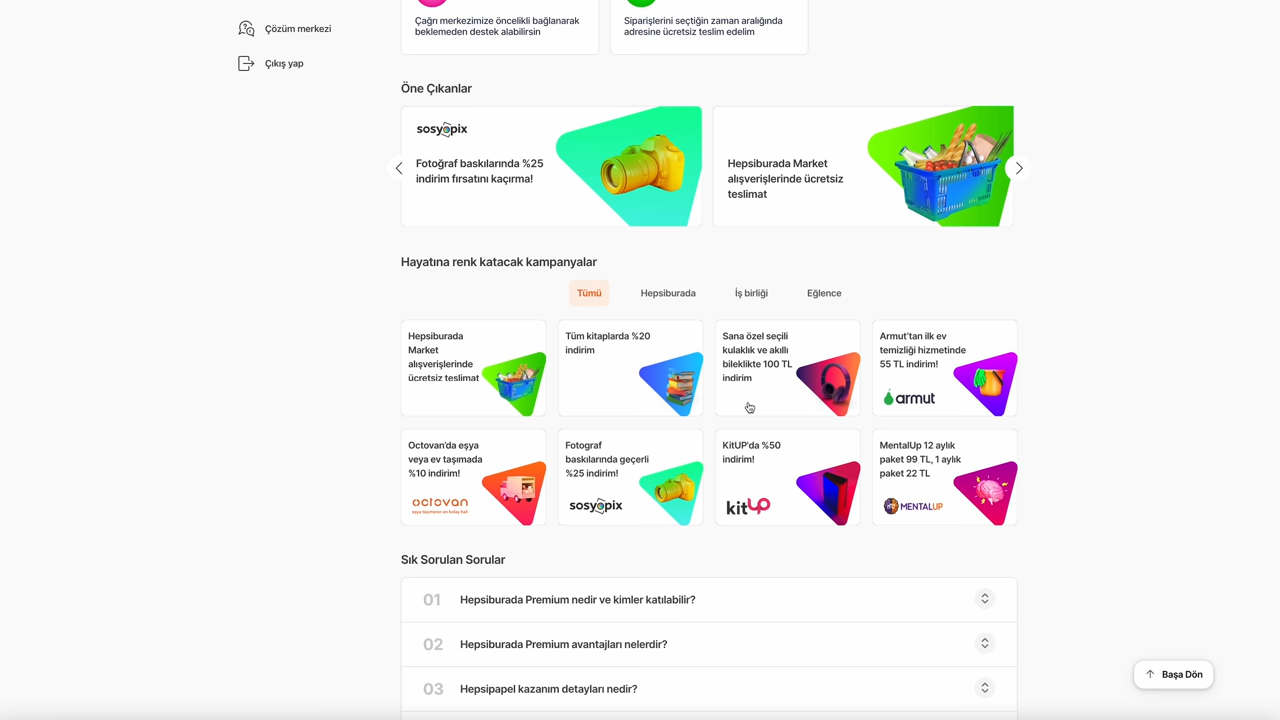 Çözüm merkezi
Çıkış yap
Çağrı merkezimize öncelikli bağlanarak
beklemeden destek alabilirsin
Siparişlerini seçtiğin zaman aralığında
adresine ücretsiz teslim edelim
Öne Çıkanlar
sosyopix
Fotoğraf baskılarında %25
indirim fırsatını kaçırma!
Hepsiburada Market
alışverişlerinde ücretsiz
teslimat
Hayatına renk katacak kampanyalar
Tümü
Hepsiburada
İş birliği
Eğlence
Hepsiburada
Market
alışverişlerinde
ücretsiz teslimat
Tüm kitaplarda %20
indirim
Sana özel seçili
kulaklık ve akıllı
bileklikte 100 TL
indirim
Armut'tan ilk ev
temizliği hizmetinde
55 TL indirim!
armut
Octovan'da eşya
veya ev taşımada
%10 indirim!
octovan
eşya taşımanın en kolay hali
Fotograf
baskılarında geçerli
%25 indirim!
sosyopix
KitUP'da %50
indirim!
kitUP
MentalUp 12 aylık
paket 99 TL, 1 aylık
paket 22 TL
MENTALUP
Sık Sorulan Sorular
01 Hepsiburada Premium nedir ve kimler katılabilir?
02 Hepsiburada Premium avantajları nelerdir?
03 Hepsipapel kazanım detayları nedir?
Başa Dön